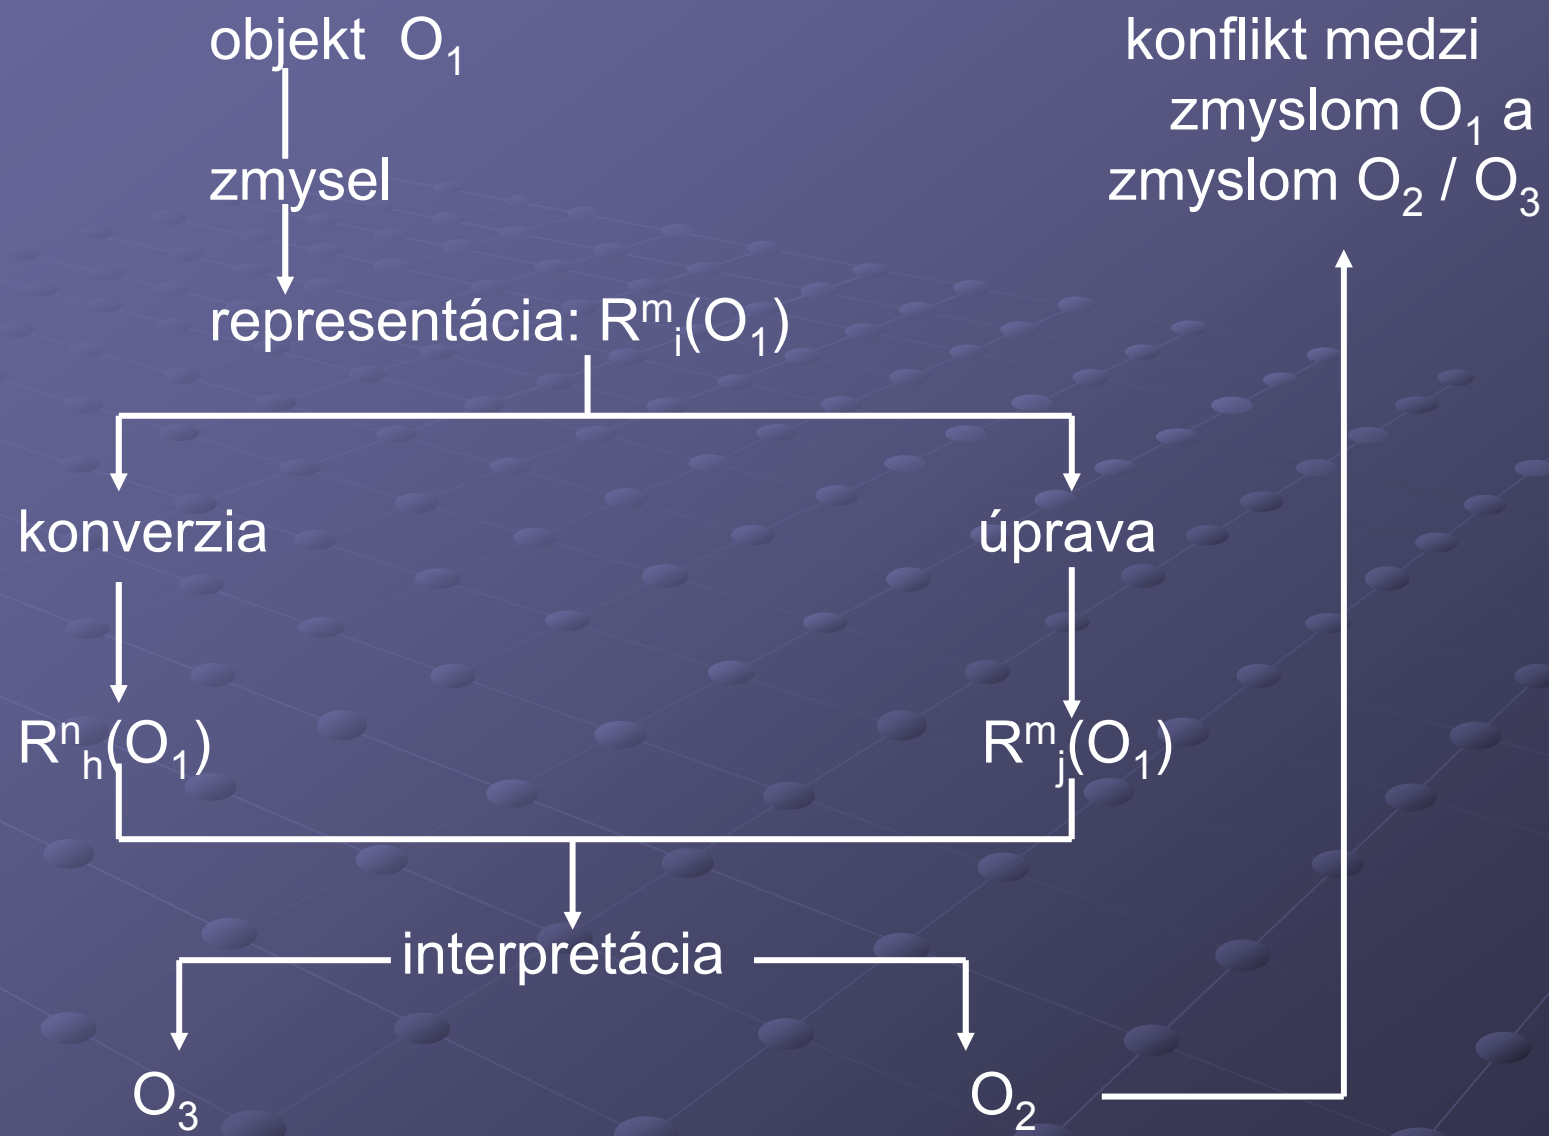 objekt O₁
konflikt medzi
zmyslom O₁ a
zmyslom O₂ / O₃
zmysel
representácia: Rᵐᵢ(O₁)
konverzia
úprava
Rⁿₕ(O₁)
Rᵐⱼ(O₁)
interpretácia
O₃
O₂